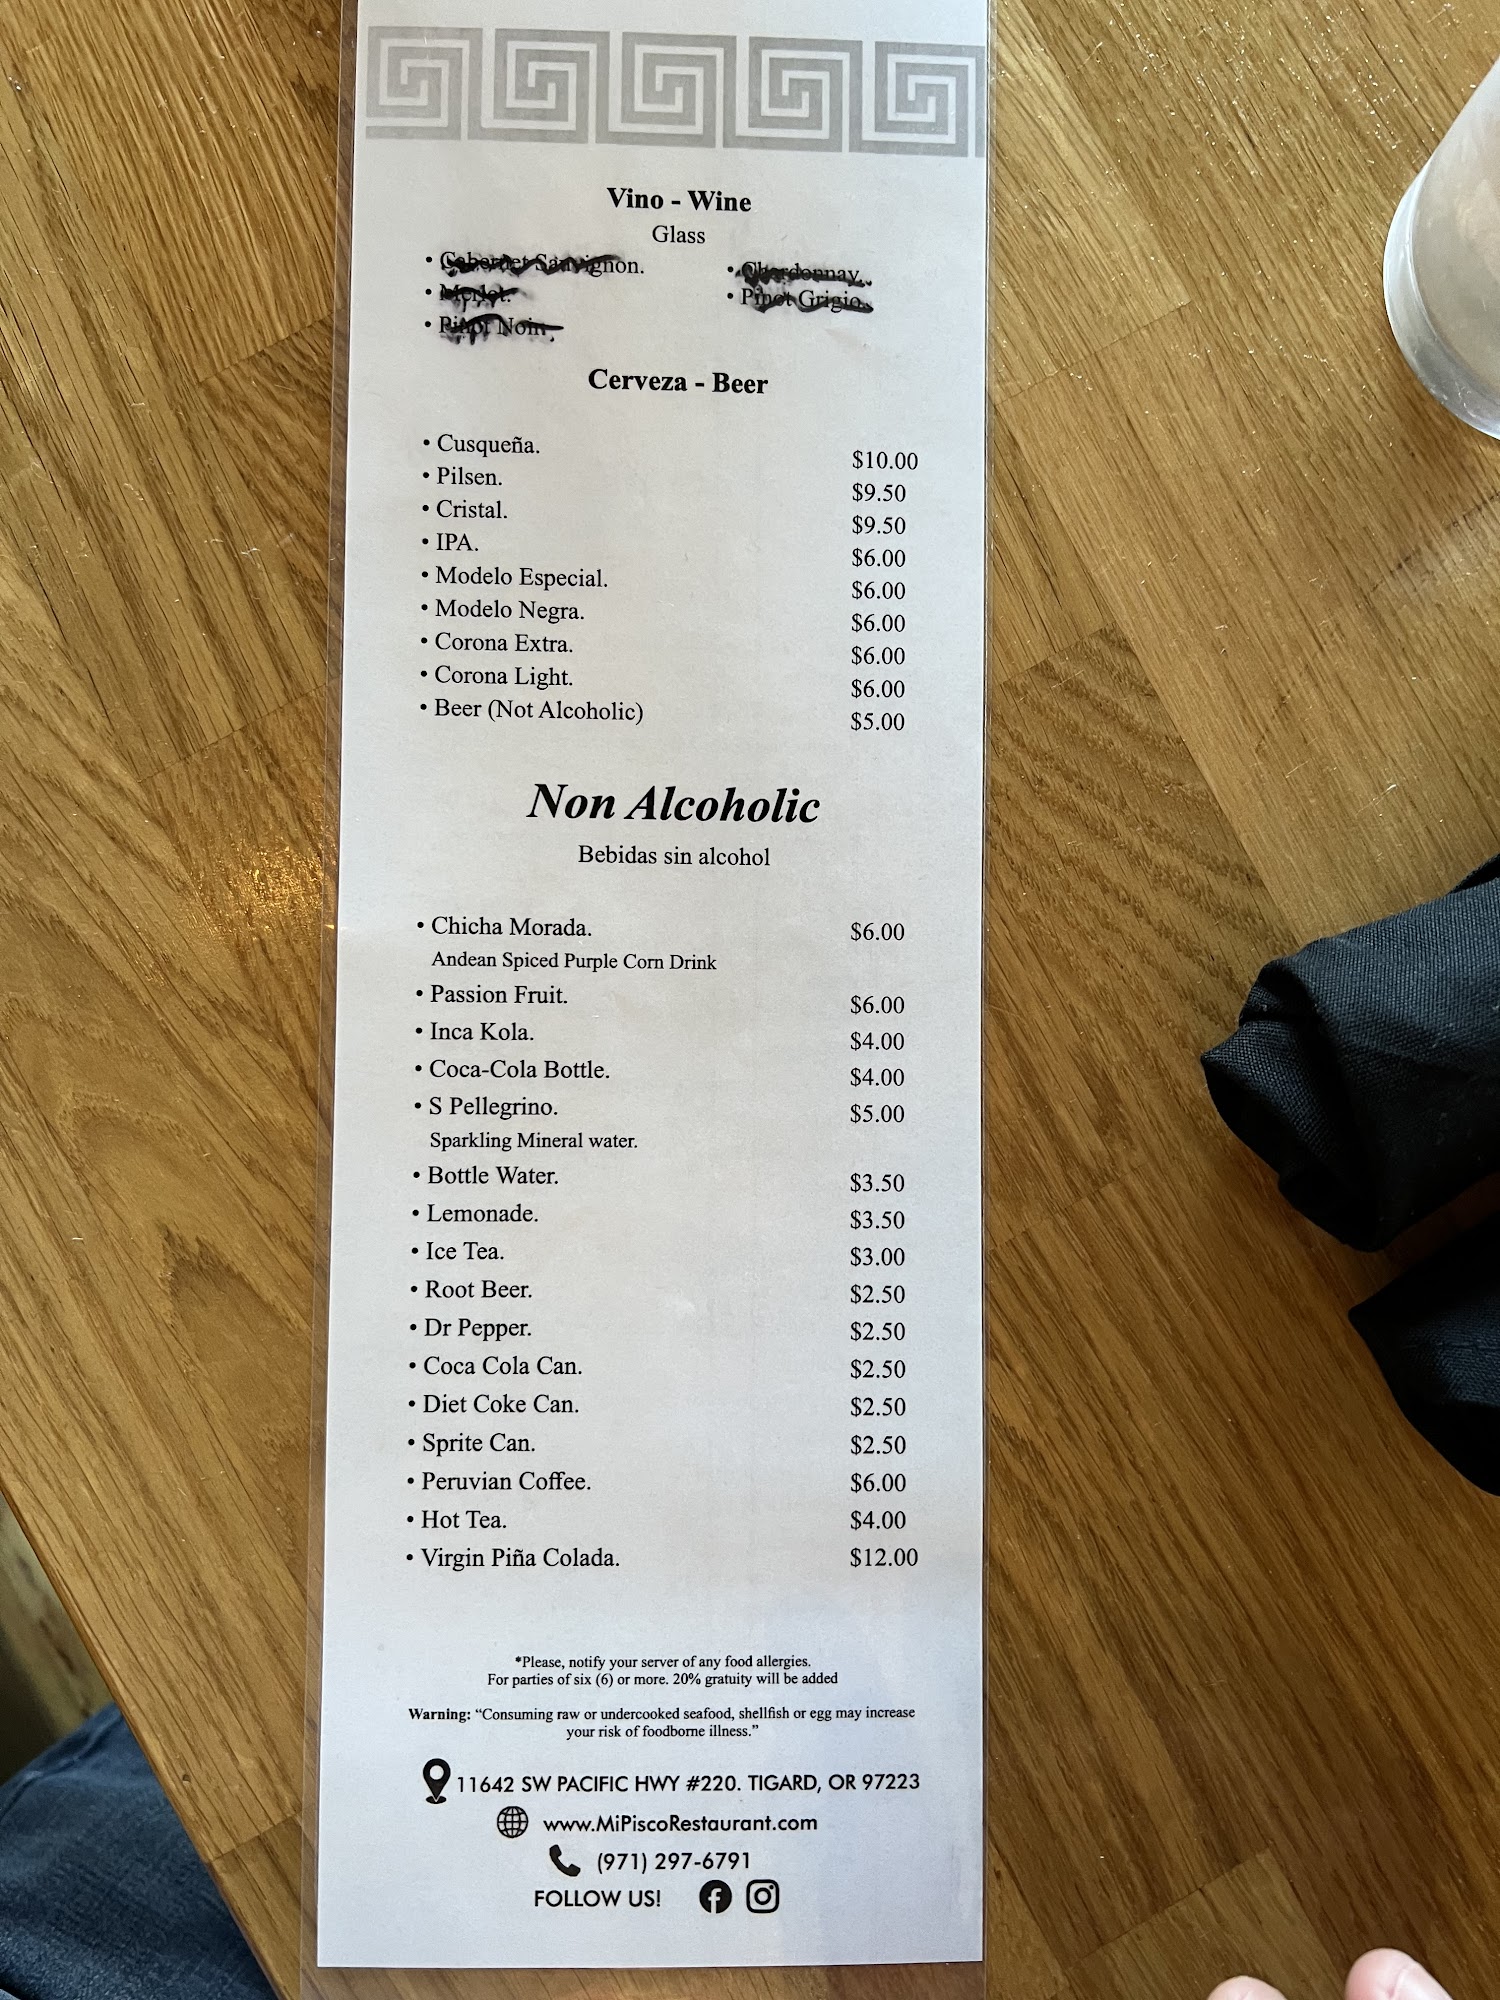 Vino - Wine
Glass
• Cabernet Sauvignon.
• Chardonnay.
• Merlot.
• Pinot Grigio.
• Pinot Noin
Cerveza - Beer
• Cusqueña. $10.00
• Pilsen. $9.50
• Cristal. $9.50
• IPA. $6.00
• Modelo Especial. $6.00
• Modelo Negra. $6.00
• Corona Extra. $6.00
• Corona Light. $6.00
• Beer (Not Alcoholic) $5.00
Non Alcoholic
Bebidas sin alcohol
• Chicha Morada. $6.00
Andean Spiced Purple Corn Drink
• Passion Fruit. $6.00
• Inca Kola. $4.00
• Coca-Cola Bottle. $4.00
• S Pellegrino. $5.00
Sparkling Mineral water.
• Bottle Water. $3.50
• Lemonade. $3.50
• Ice Tea. $3.00
• Root Beer. $2.50
• Dr Pepper. $2.50
• Coca Cola Can. $2.50
• Diet Coke Can. $2.50
• Sprite Can. $2.50
• Peruvian Coffee. $6.00
• Hot Tea. $4.00
• Virgin Piña Colada. $12.00
*Please, notify your server of any food allergies.
For parties of six (6) or more. 20% gratuity will be added
Warning: “Consuming raw or undercooked seafood, shellfish or egg may increase
your risk of foodborne illness.”
11642 SW PACIFIC HWY #220. TIGARD, OR 97223
www.MiPiscoRestaurant.com
(971) 297-6791
FOLLOW US!